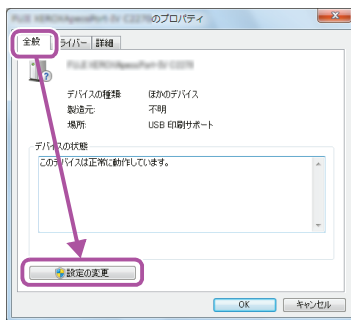 のプロパティ
全般 ライバー 詳細
デバイスの種類: ほかのデバイス
製造元: 不明
場所: USB 印刷サポート
デバイスの状態
このデバイスは正常に動作しています。
設定の変更
OK キャンセル